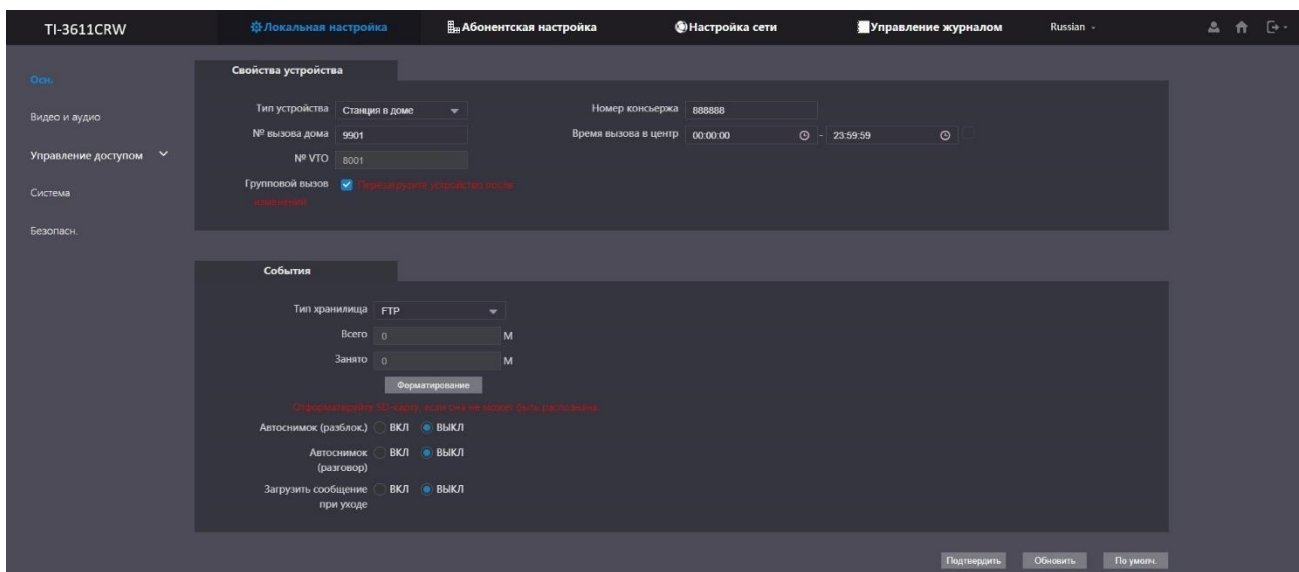 TI-3611CRW Локальная настройка Абонентская настройка Настройка сети Управление журналом Russian
Осн.
Видео и аудио
Управление доступом
Система
Безопасн.
Свойства устройства
Тип устройства Станция в доме Номер консьержа 888888
№ вызова дома 9901 Время вызова в центр 00:00:00 - 23:59:59
№ VTO 8001
Групповой вызов Перезагрузите устройство после
изменений
События
Тип хранилища FTP
Всего 0 М
Занято 0 М
Форматирование
Отформатируйте SD-карту, если она не может быть распознана.
Автоснимок (разблок.) ВКЛ ВЫКЛ
Автоснимок ВКЛ ВЫКЛ
(разговор)
Загрузить сообщение ВКЛ ВЫКЛ
при уходе
Подтвердить Обновить По умолч.